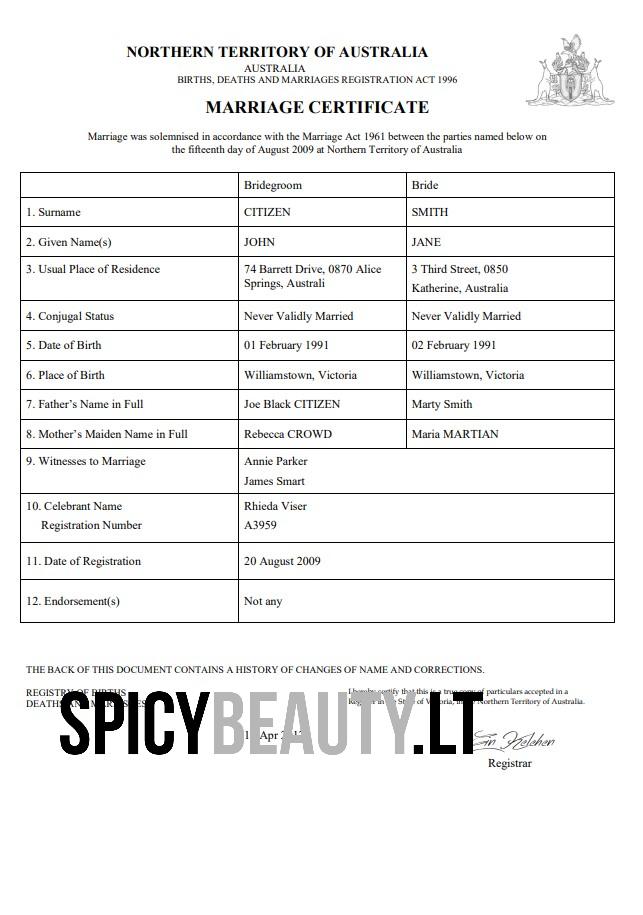 NORTHERN TERRITORY OF AUSTRALIA
AUSTRALIA
BIRTHS, DEATHS AND MARRIAGES REGISTRATION ACT 1996
MARRIAGE CERTIFICATE
Marriage was solemnised in accordance with the Marriage Act 1961 between the parties named below on
the fifteenth day of August 2009 at Northern Territory of Australia
Bridegroom Bride
1. Surname CITIZEN SMITH
2. Given Name(s) JOHN JANE
3. Usual Place of Residence 74 Barrett Drive, 0870 Alice 3 Third Street, 0850
Springs, Australi Katherine, Australia
4. Conjugal Status Never Validly Married Never Validly Married
5. Date of Birth 01 February 1991 02 February 1991
6. Place of Birth Williamstown, Victoria Williamstown, Victoria
7. Father's Name in Full Joe Black CITIZEN Marty Smith
8. Mother's Maiden Name in Full Rebecca CROWD Maria MARTIAN
9. Witnesses to Marriage Annie Parker
James Smart
10. Celebrant Name Rhieda Viser
Registration Number A3959
11. Date of Registration 20 August 2009
12. Endorsement(s) Not any
THE BACK OF THIS DOCUMENT CONTAINS A HISTORY OF CHANGES OF NAME AND CORRECTIONS.
REGISTRY OF BIRTHS I hereby certify that this is a true copy of particulars accepted in a
DEATHS AND MARRIAGES Register in the State of Victoria, in the Northern Territory of Australia.
SPICYBEAUTY.LT
Apr
Registrar